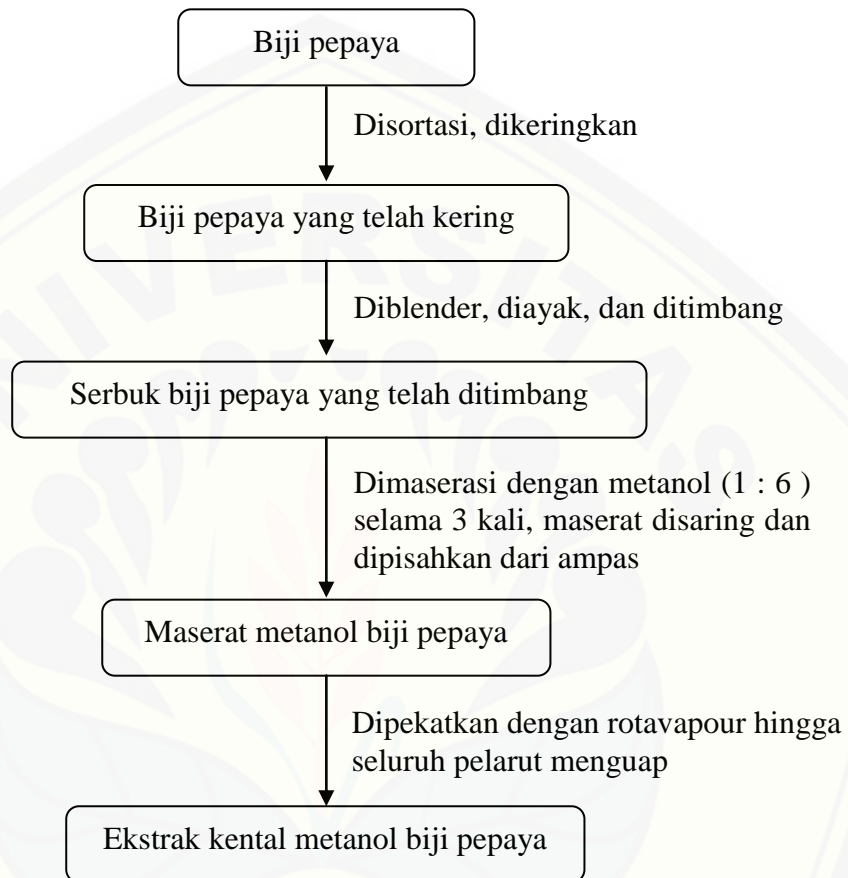 Biji pepaya
Disortasi, dikeringkan
Biji pepaya yang telah kering
Diblender, diayak, dan ditimbang
Serbuk biji pepaya yang telah ditimbang
Dimaserasi dengan metanol (1 : 6 )
selama 3 kali, maserat disaring dan
dipisahkan dari ampas
Maserat metanol biji pepaya
Dipekatkan dengan rotavapour hingga
seluruh pelarut menguap
Ekstrak kental metanol biji pepaya
UNIVERSITAS